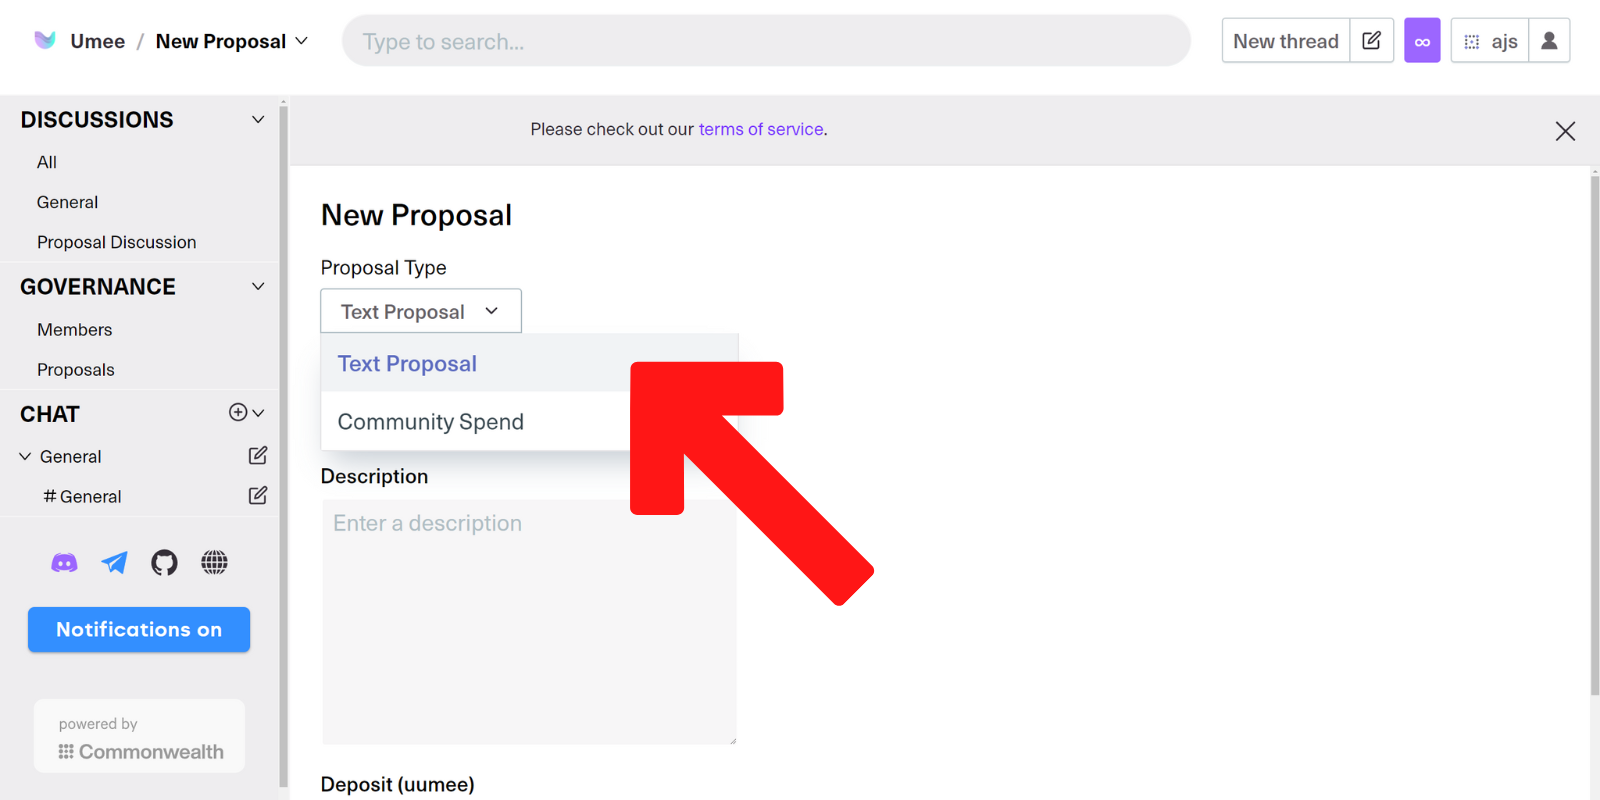 Umee / New Proposal
Type to search...
New thread
ajs
DISCUSSIONS
All
General
Proposal Discussion
GOVERNANCE
Members
Proposals
CHAT
General
# General
Notifications on
powered by
Commonwealth
Please check out our terms of service.
New Proposal
Proposal Type
Text Proposal
Text Proposal
Community Spend
Description
Enter a description
Deposit (uumee)